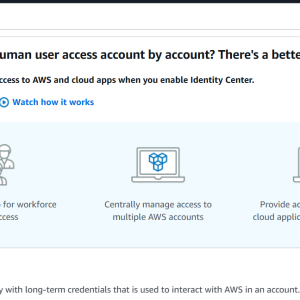 uman user access account by account? There's a bette
ccess to AWS and cloud apps when you enable Identity Center.
Watch how it works
for workforce
Centrally manage access to
Provide ac
ccess
multiple AWS accounts
cloud applic
y with long-term credentials that is used to interact with AWS in an account.